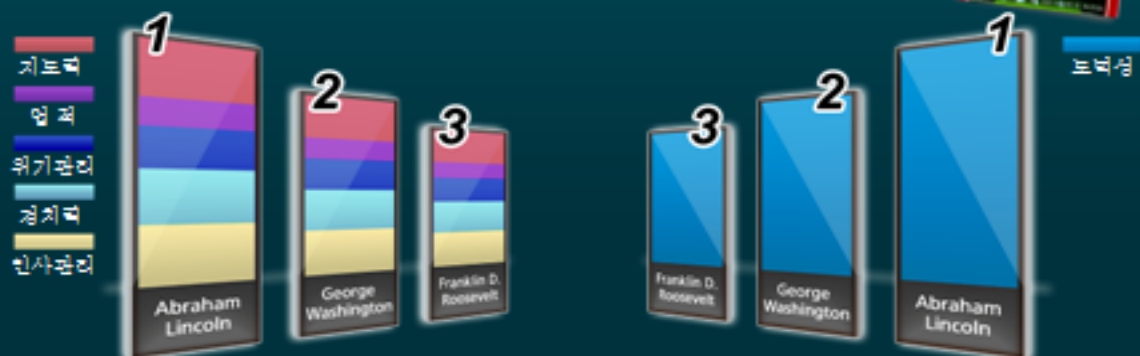 1
지도력
업 적
위기관리
정치력
인사관리
2
3
Abraham
Lincoln
George
Washington
Franklin D.
Roosevelt
3
2
1
도덕성
Franklin D.
Roosevelt
George
Washington
Abraham
Lincoln